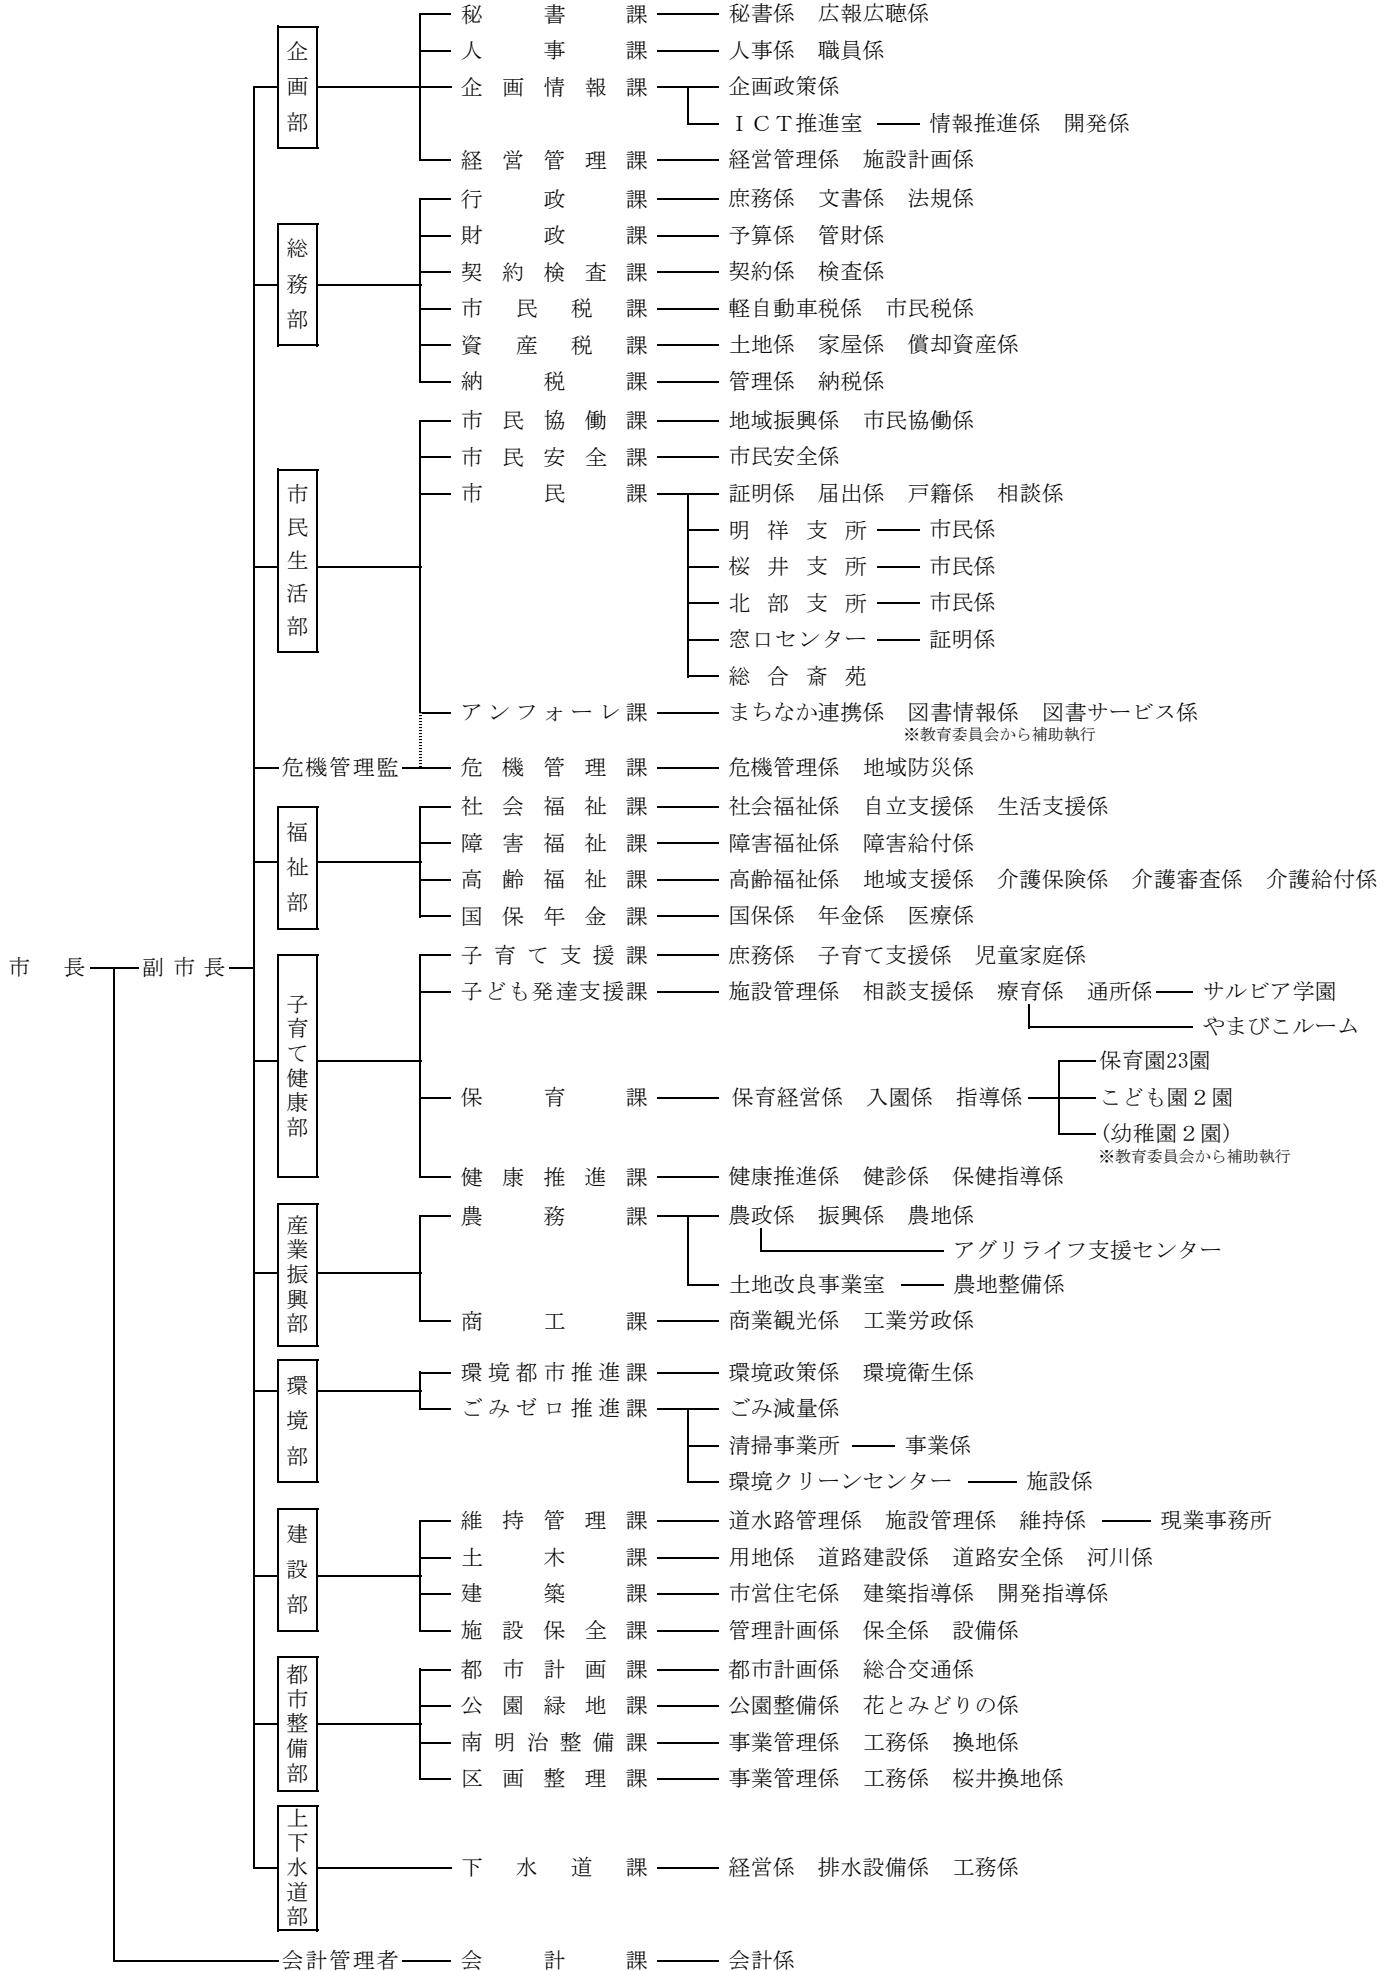 秘書課 秘書係 広報広聴係
人事課 人事係 職員係
企画部 企画情報課 企画政策係
ＩＣＴ推進室 情報推進係 開発係
経営管理課 経営管理係 施設計画係
行政課 庶務係 文書係 法規係
財政課 予算係 管財係
総務部 契約検査課 契約係 検査係
市民税課 軽自動車税係 市民税係
資産税課 土地係 家屋係 償却資産係
納税課 管理係 納税係
市民協働課 地域振興係 市民協働係
市民安全課 市民安全係
市民課 証明係 届出係 戸籍係 相談係
明祥支所 市民係
市民生活部 桜井支所 市民係
北部支所 市民係
窓口センター 証明係
総合斎苑
アンフォーレ課 まちなか連携係 図書情報係 図書サービス係
※教育委員会から補助執行
危機管理監 危機管理課 危機管理係 地域防災係
社会福祉課 社会福祉係 自立支援係 生活支援係
福祉部 障害福祉課 障害福祉係 障害給付係
高齢福祉課 高齢福祉係 地域支援係 介護保険係 介護審査係 介護給付係
国保年金課 国保係 年金係 医療係
子育て支援課 庶務係 子育て支援係 児童家庭係
市長 副市長
子ども発達支援課 施設管理係 相談支援係 療育係 通所係 サルビア学園
やまびこルーム
子育て健康部 保育園23園
保育課 保育経営係 入園係 指導係 こども園２園
(幼稚園２園)
※教育委員会から補助執行
健康推進課 健康推進係 健診係 保健指導係
農務課 農政係 振興係 農地係
アグリライフ支援センター
産業振興部 土地改良事業室 農地整備係
商工課 商業観光係 工業労政係
環境都市推進課 環境政策係 環境衛生係
環境部 ごみゼロ推進課 ごみ減量係
清掃事業所 事業係
環境クリーンセンター 施設係
維持管理課 道水路管理係 施設管理係 維持係 現業事務所
建設部 土木課 用地係 道路建設係 道路安全係 河川係
建築課 市営住宅係 建築指導係 開発指導係
施設保全課 管理計画係 保全係 設備係
都市計画課 都市計画係 総合交通係
公園緑地課 公園整備係 花とみどりの係
都市整備部 南明治整備課 事業管理係 工務係 換地係
区画整理課 事業管理係 工務係 桜井換地係
上下水道部 下水道課 経営係 排水設備係 工務係
会計管理者 会計課 会計係